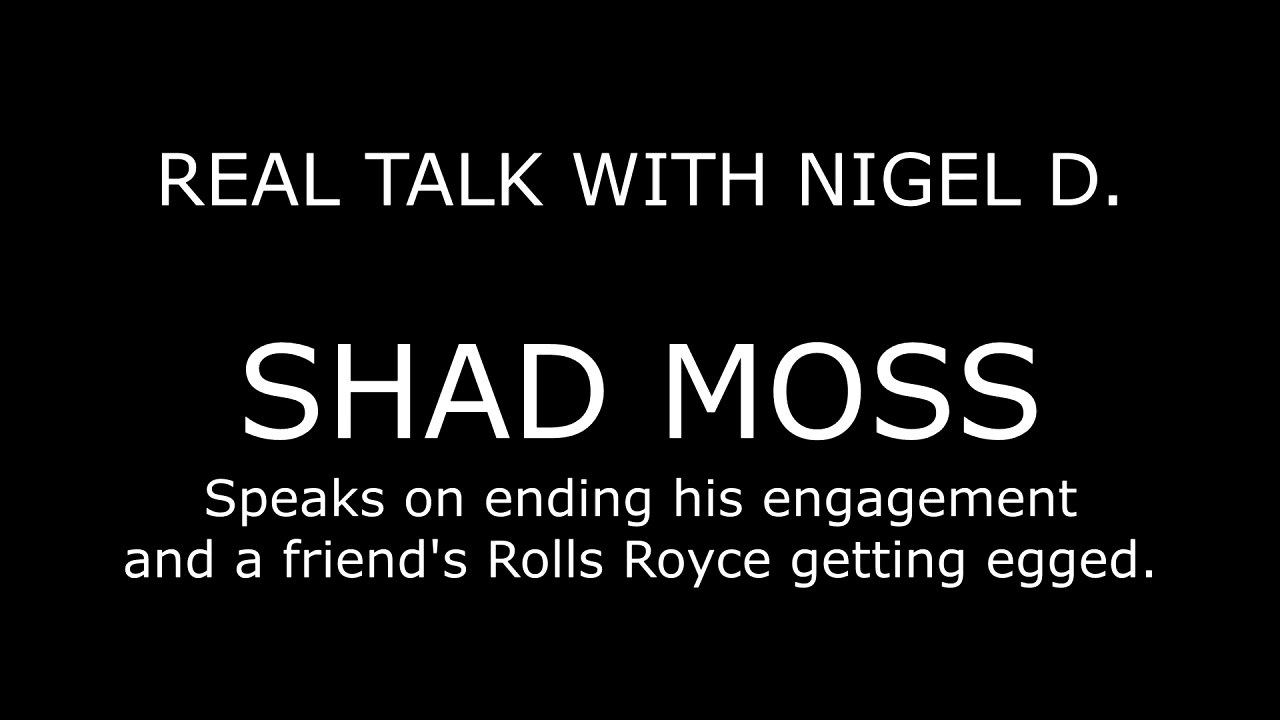 REAL TALK WITH NIGEL D.
SHAD MOSS
Speaks on ending his engagement
and a friend's Rolls Royce getting egged.